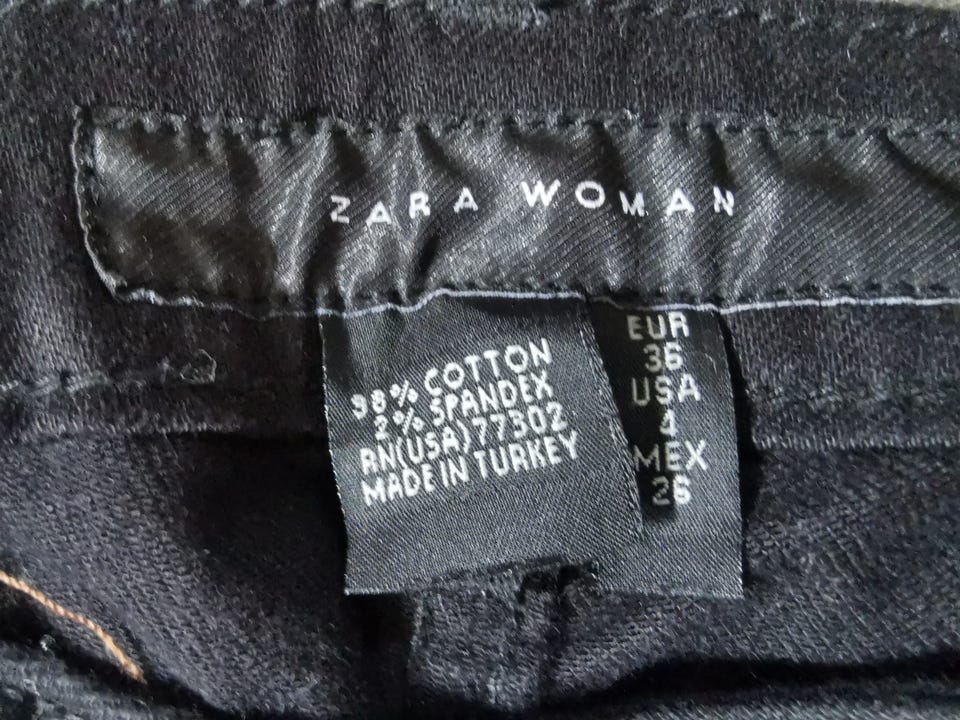 ZARA WOMAN
98% COTTON
2% SPANDEX
RN(USA)77302
MADE IN TURKEY
EUR
36
USA
4
MEX
26